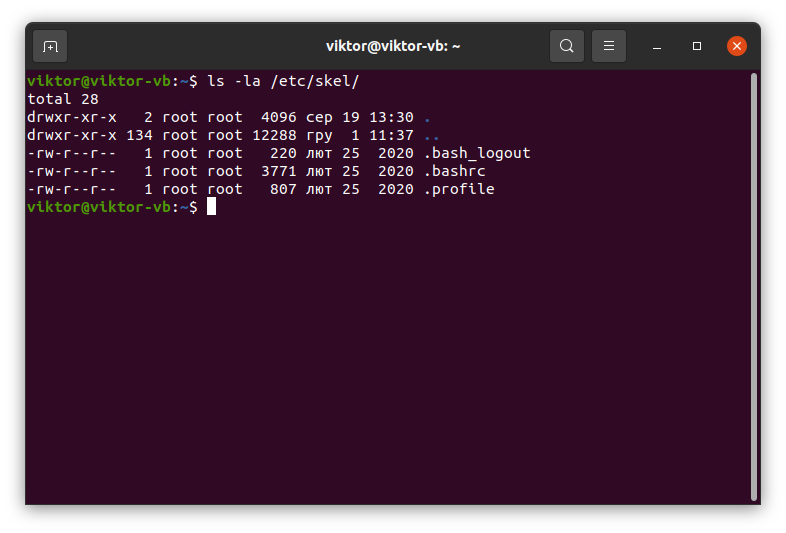 viktor@viktor-vb: ~
viktor@viktor-vb:~$ ls -la /etc/skel/
total 28
drwxr-xr-x   2 root root  4096 сер 19 13:30 .
drwxr-xr-x 134 root root 12288 гру  1 11:37 ..
-rw-r--r--   1 root root   220 лют 25  2020 .bash_logout
-rw-r--r--   1 root root  3771 лют 25  2020 .bashrc
-rw-r--r--   1 root root   807 лют 25  2020 .profile
viktor@viktor-vb:~$